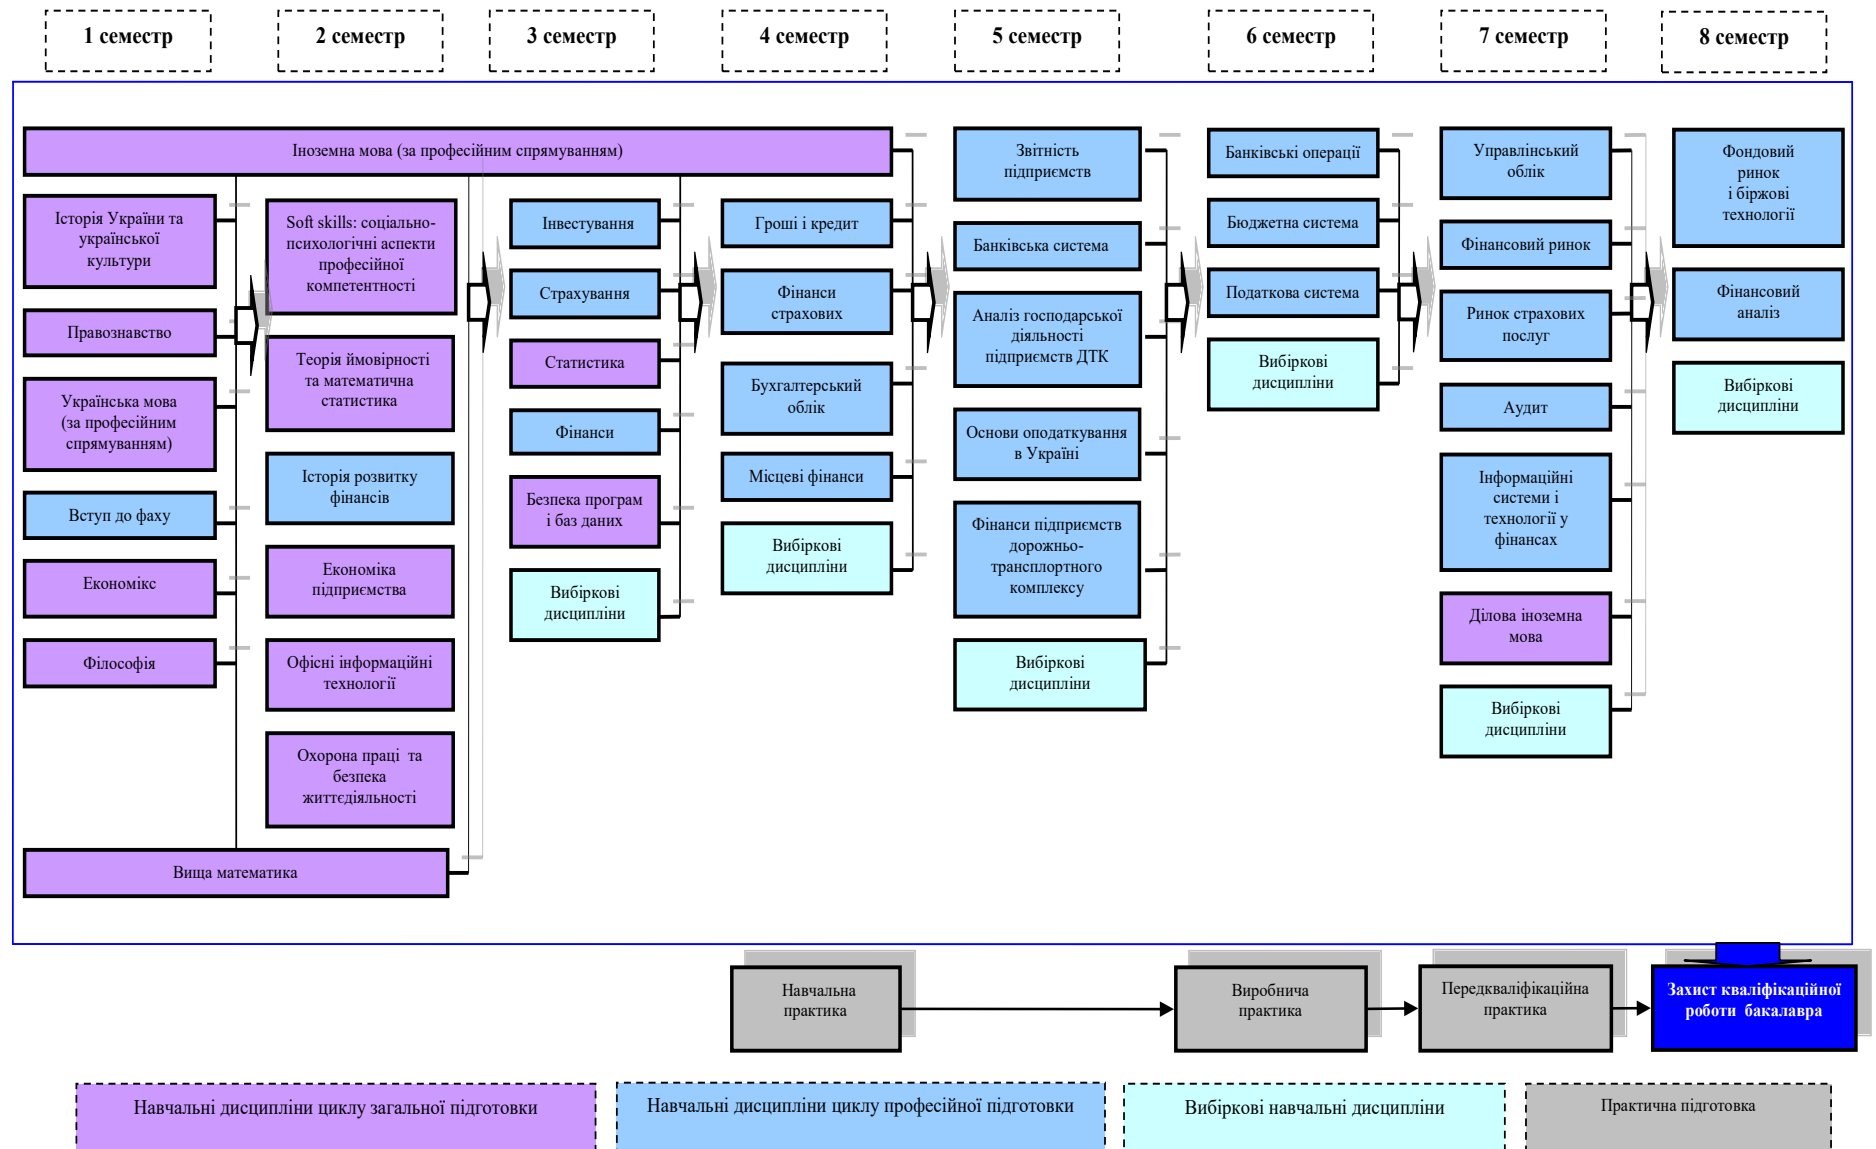 1 семестр
2 семестр
3 семестр
4 семестр
5 семестр
6 семестр
7 семестр
8 семестр
Іноземна мова (за професійним спрямуванням)
Історія України та
української
культури
Правознавство
Українська мова
(за професійним
спрямуванням)
Вступ до фаху
Економікс
Філософія
Вища математика
Soft skills: соціально-
психологічні аспекти
професійної
компетентності
Теорія ймовірності
та математична
статистика
Історія розвитку
фінансів
Економіка
підприємства
Офісні інформаційні
технології
Охорона праці та
безпека
життєдіяльності
Інвестування
Страхування
Статистика
Фінанси
Безпека програм
і баз даних
Вибіркові
дисципліни
Гроші і кредит
Фінанси
страхових
Бухгалтерський
облік
Місцеві фінанси
Вибіркові
дисципліни
Звітність
підприємств
Банківська система
Аналіз господарської
діяльності
підприємств ДТК
Основи оподаткування
в Україні
Фінанси підприємств
дорожньо-
трансплортного
комплексу
Вибіркові
дисципліни
Банківські операції
Бюджетна система
Податкова система
Вибіркові
дисципліни
Управлінський
облік
Фінансовий ринок
Ринок страхових
послуг
Аудит
Інформаційні
системи і
технології у
фінансах
Ділова іноземна
мова
Вибіркові
дисципліни
Фондовий
ринок
і біржові
технології
Фінансовий
аналіз
Вибіркові
дисципліни
Навчальна
практика
Виробнича
практика
Передкваліфікаційна
практика
Захист кваліфікаційної
роботи бакалавра
Навчальні дисципліни циклу загальної підготовки
Навчальні дисципліни циклу професійної підготовки
Вибіркові навчальні дисципліни
Практична підготовка